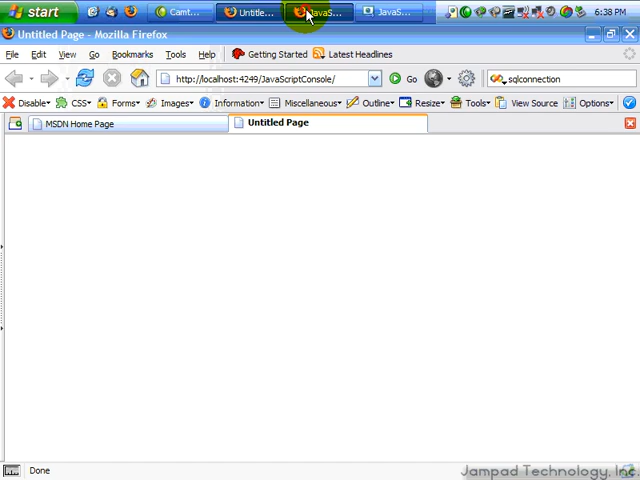 start Camt... Untitle... JavaS... JavaS... 6:38 PM
Untitled Page - Mozilla Firefox
File Edit View Go Bookmarks Tools Help Getting Started Latest Headlines
http://localhost:4249/JavaScriptConsole/ Go sqlconnection
Disable CSS Forms Images Information Miscellaneous Outline Resize Tools View Source Options
MSDN Home Page Untitled Page
Done
Jampad Technology, Inc.